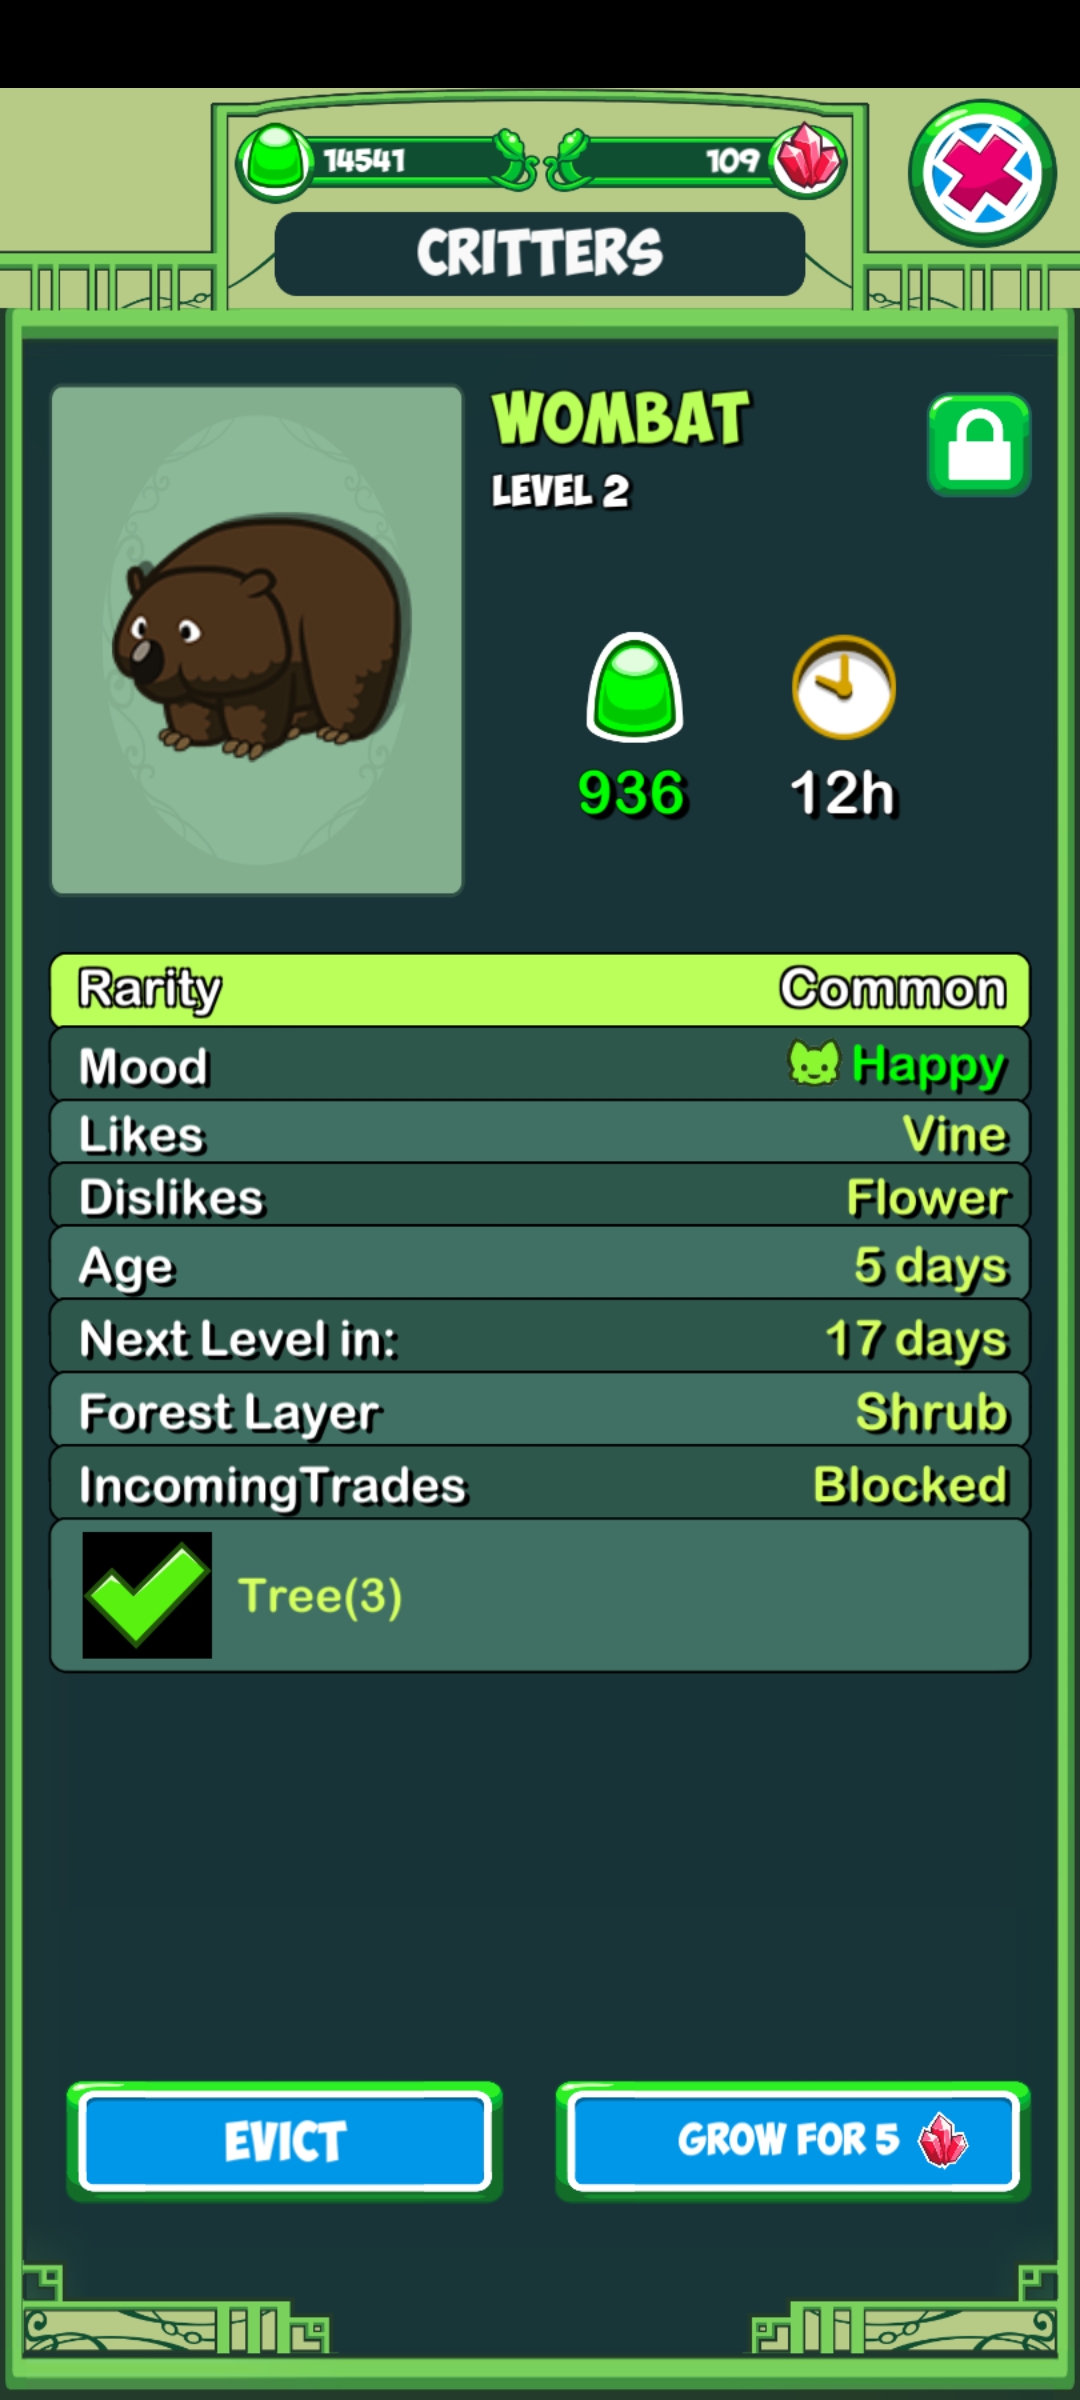 14541
109
CRITTERS
WOMBAT
LEVEL 2
936
12h
Rarity Common
Mood Happy
Likes Vine
Dislikes Flower
Age 5 days
Next Level in: 17 days
Forest Layer Shrub
IncomingTrades Blocked
Tree(3)
EVICT
GROW FOR 5